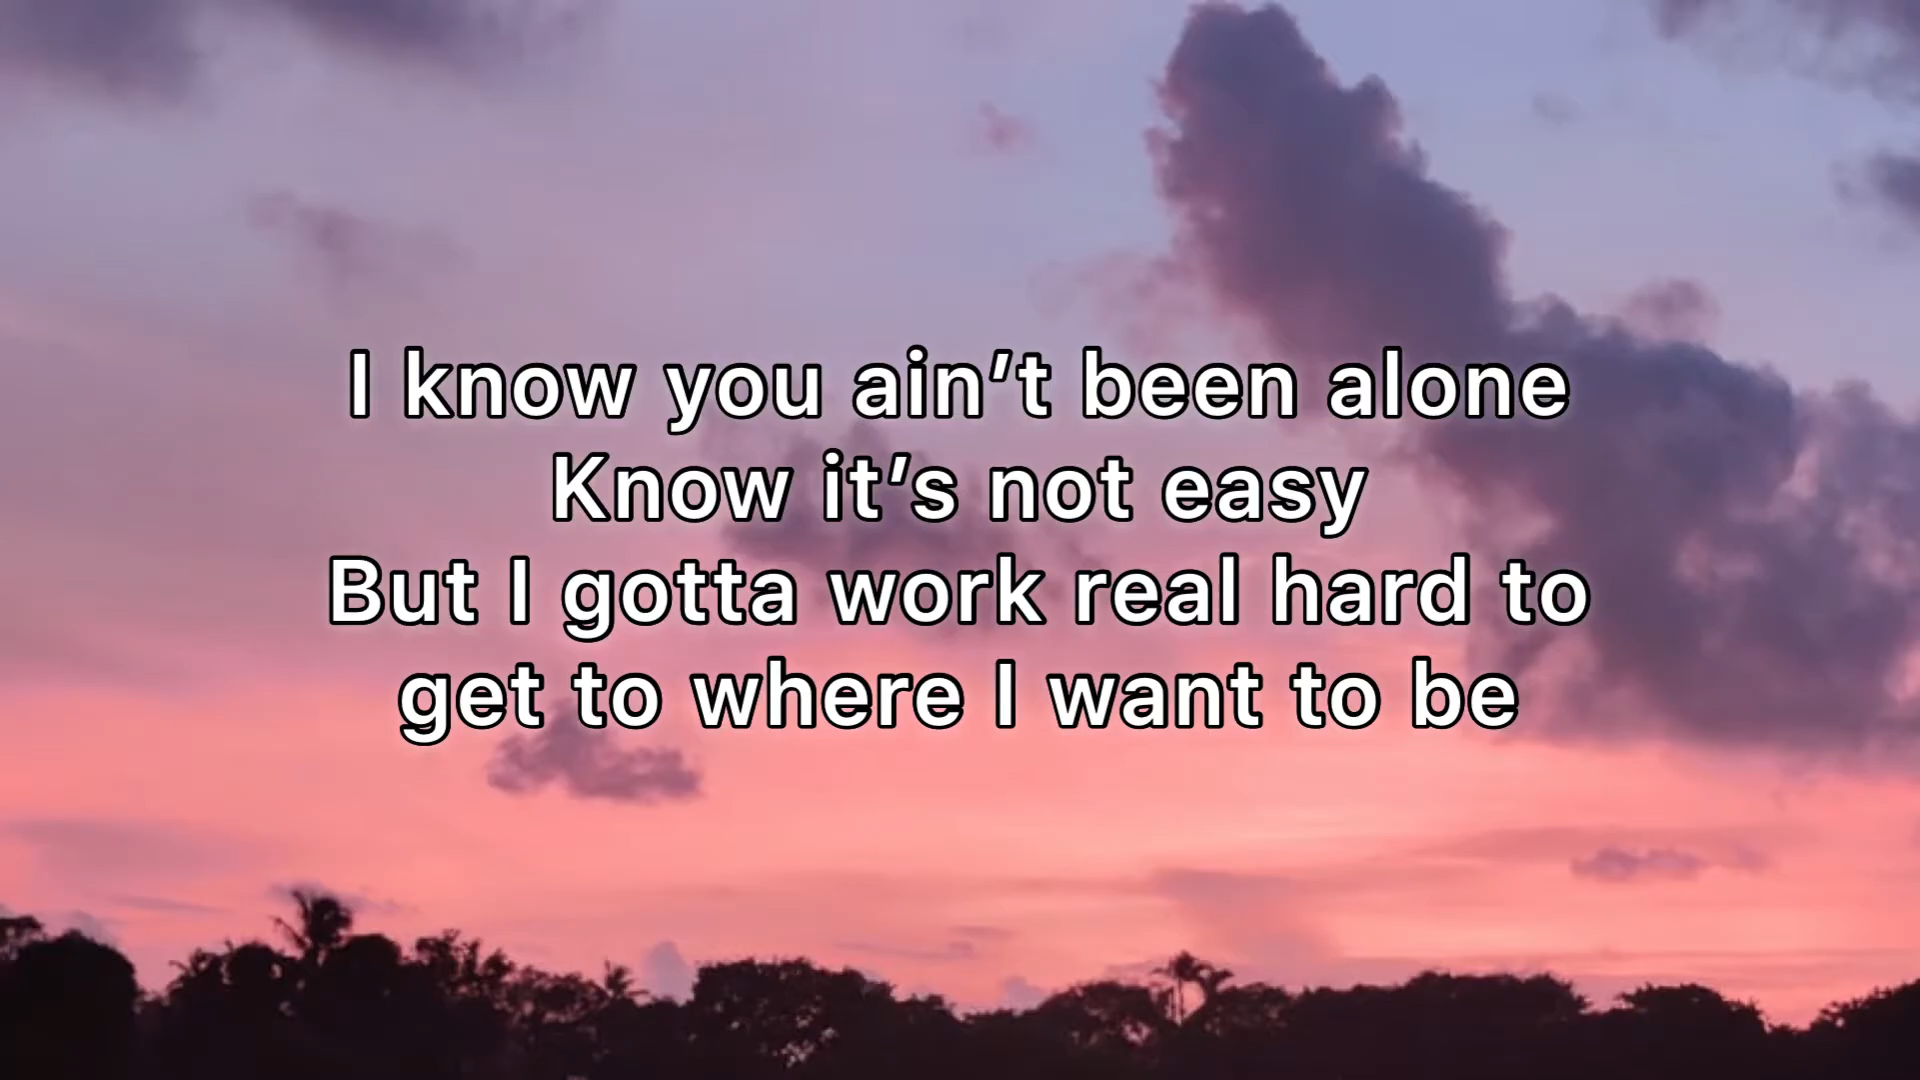 I know you ain’t been alone
Know it’s not easy
But I gotta work real hard to
get to where I want to be